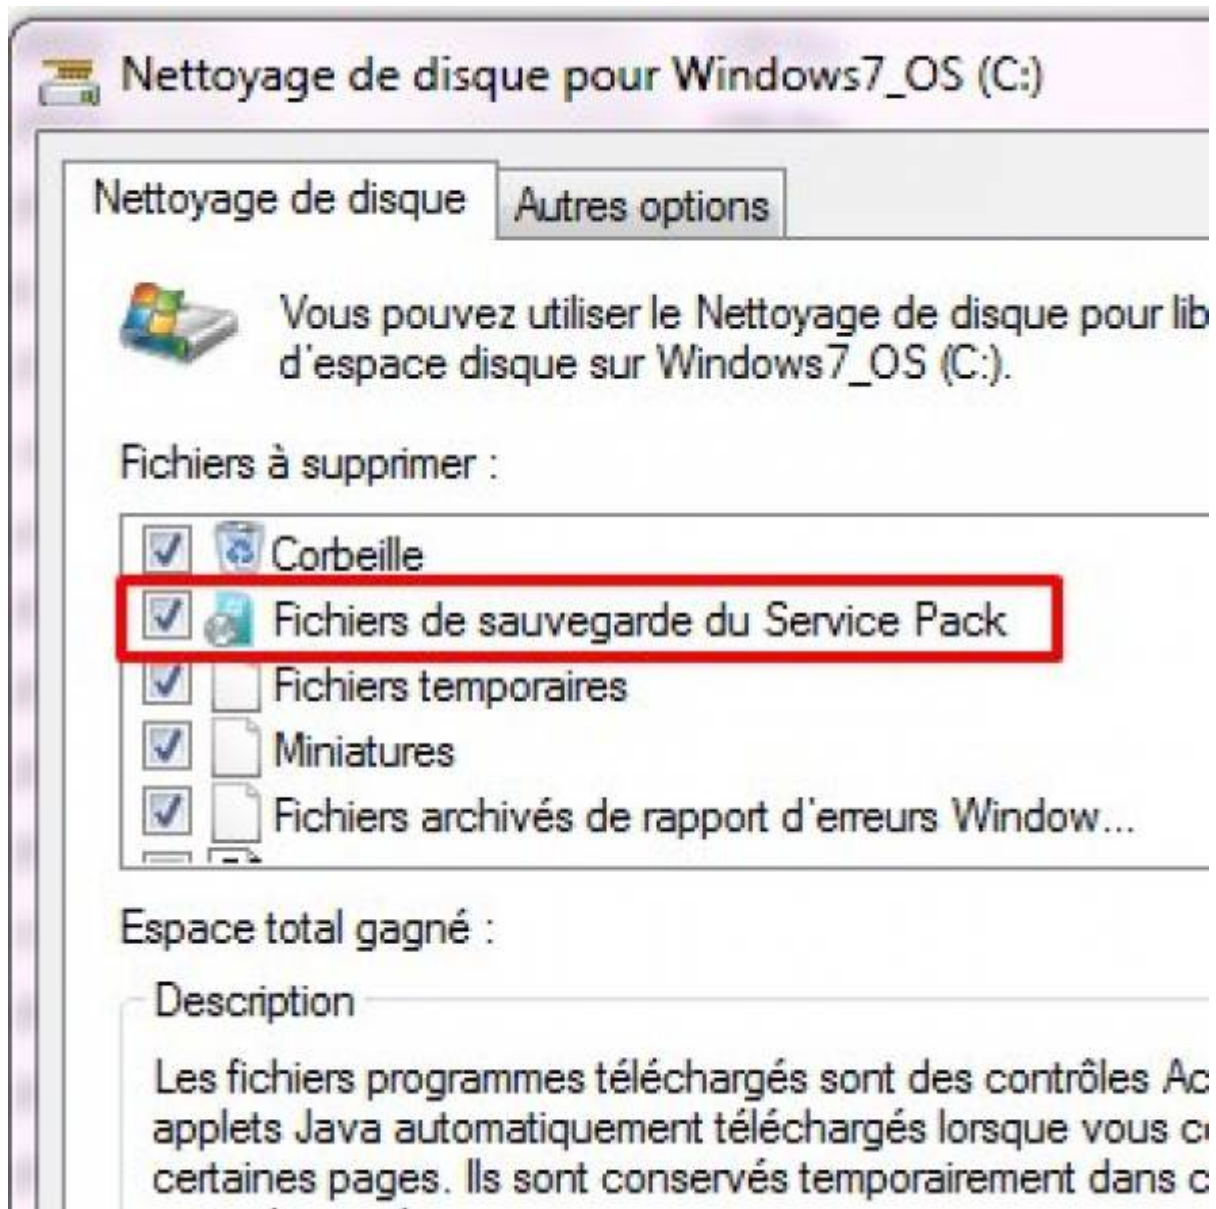 Nettoyage de disque pour Windows7_OS (C:)
Nettoyage de disque
Autres options
Vous pouvez utiliser le Nettoyage de disque pour lib
d'espace disque sur Windows7_OS (C:).
Fichiers à supprimer :
Corbeille
Fichiers de sauvegarde du Service Pack
Fichiers temporaires
Miniatures
Fichiers archivés de rapport d'erreurs Window...
Espace total gagné :
Description
Les fichiers programmes téléchargés sont des contrôles Ac
applets Java automatiquement téléchargés lorsque vous c
certaines pages. Ils sont conservés temporairement dans c